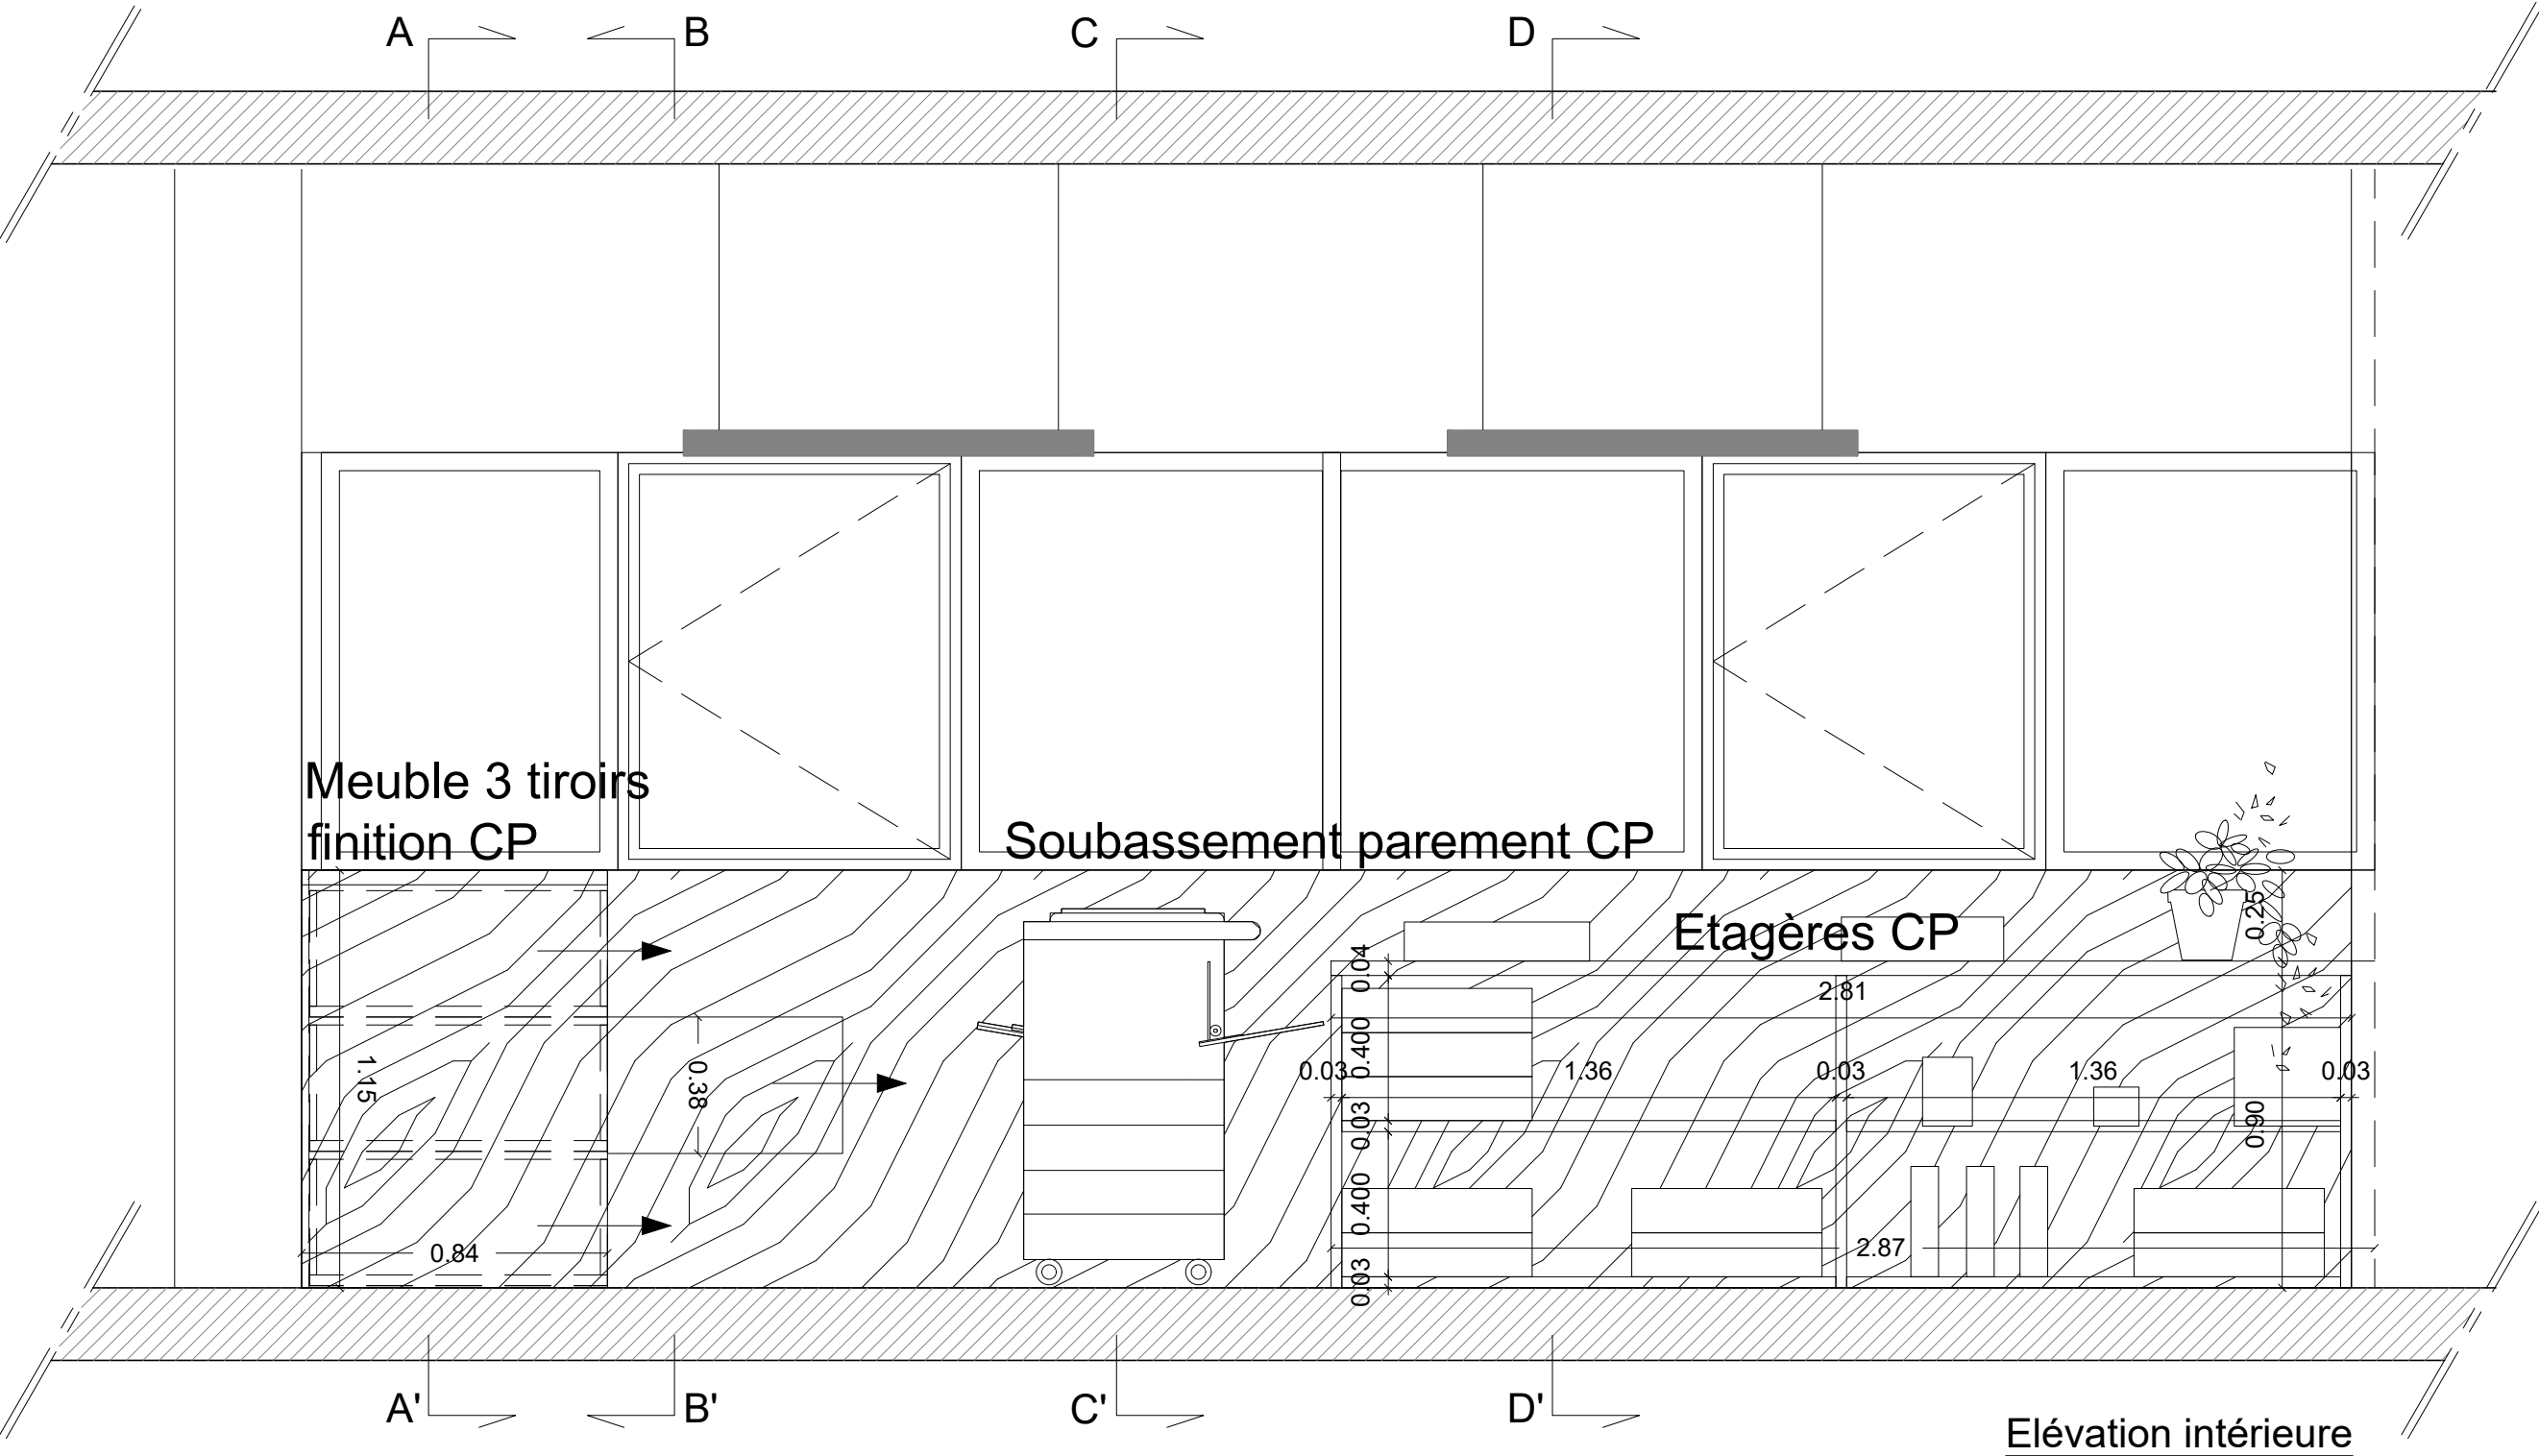 A
B
C
D
Meuble 3 tiroirs
finition CP
Soubassement parement CP
Etagères CP
0.25
0.04
2.81
0.400
1.15
0.38
0.03
1.36
0.03
1.36
0.03
0.03
0.90
0.400
0.84
2.87
0.03
A'
B'
C'
D'
Elévation intérieure